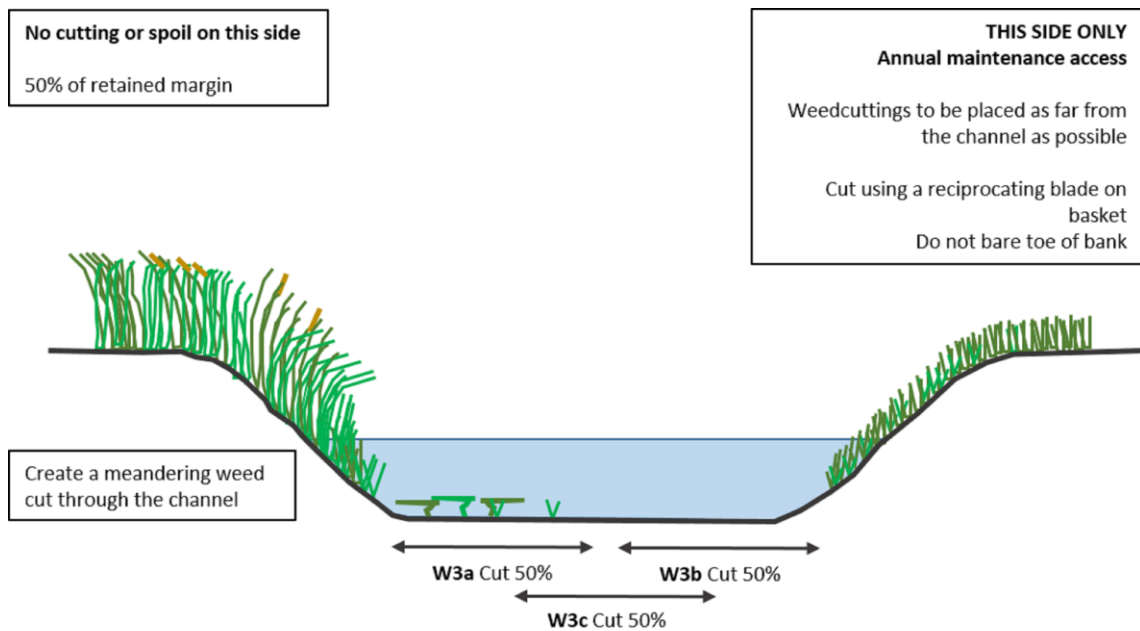 No cutting or spoil on this side
50% of retained margin
THIS SIDE ONLY
Annual maintenance access
Weedcuttings to be placed as far from
the channel as possible
Cut using a reciprocating blade on
basket
Do not bare toe of bank
Create a meandering weed
cut through the channel
W3a Cut 50%
W3b Cut 50%
W3c Cut 50%